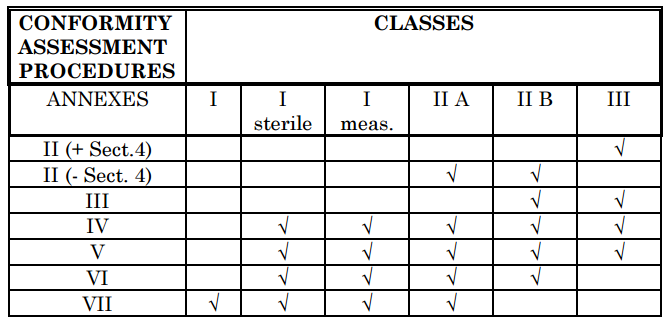 CONFORMITY ASSESSMENT PROCEDURES CLASSES
ANNEXES I I sterile I meas. II A II B III
II (+ Sect.4) √
II (- Sect. 4) √ √
III √ √
IV √ √ √ √ √
V √ √ √ √ √
VI √ √ √ √
VII √ √ √ √